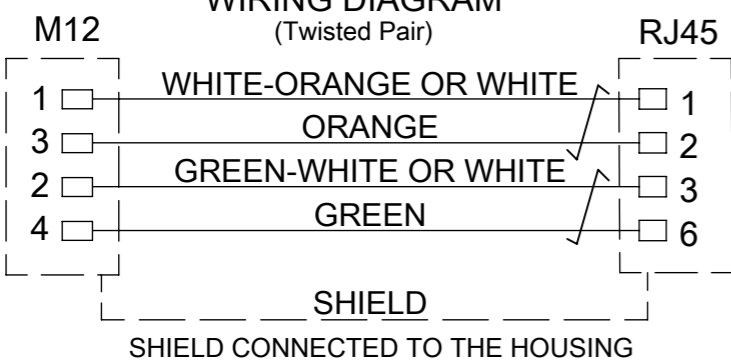 WIRING DIAGRAM
(Twisted Pair)
M12 RJ45
1 WHITE-ORANGE OR WHITE 1
3 ORANGE 2
2 GREEN-WHITE OR WHITE 3
4 GREEN 6
SHIELD
SHIELD CONNECTED TO THE HOUSING